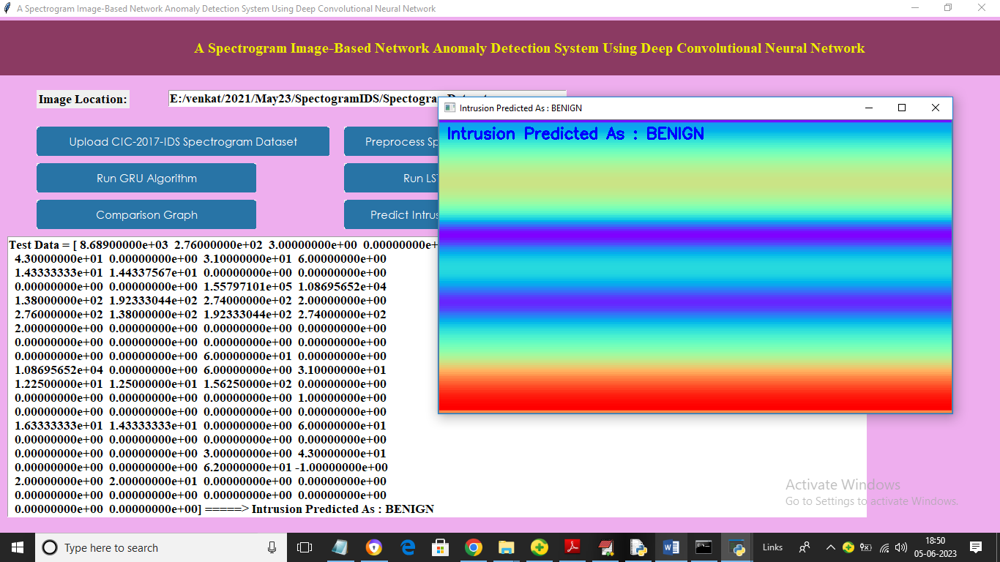 A Spectrogram Image-Based Network Anomaly Detection System Using Deep Convolutional Neural Network
A Spectrogram Image-Based Network Anomaly Detection System Using Deep Convolutional Neural Network
Image Location:
E:/venkat/2021/May23/SpectogramIDS/Spectogra
Intrusion Predicted As : BENIGN
Intrusion Predicted As : BENIGN
Upload CIC-2017-IDS Spectrogram Dataset
Preprocess Sp
Run GRU Algorithm
Run LS
Comparison Graph
Predict Intrus
Test Data = [ 8.68900000e+03 2.76000000e+02 3.00000000e+00 0.00000000e+
4.30000000e+01 0.00000000e+00 3.10000000e+01 6.00000000e+00
1.43333333e+01 1.44337567e+01 0.00000000e+00 0.00000000e+00
0.00000000e+00 0.00000000e+00 1.55797101e+05 1.08695652e+04
1.38000000e+02 1.92333044e+02 2.74000000e+02 2.00000000e+00
2.76000000e+02 1.38000000e+02 1.92333044e+02 2.74000000e+02
2.00000000e+00 0.00000000e+00 0.00000000e+00 0.00000000e+00
0.00000000e+00 0.00000000e+00 0.00000000e+00 0.00000000e+00
0.00000000e+00 0.00000000e+00 6.00000000e+01 0.00000000e+00
1.08695652e+04 0.00000000e+00 6.00000000e+00 3.10000000e+01
1.22500000e+01 1.25000000e+01 1.56250000e+02 0.00000000e+00
0.00000000e+00 0.00000000e+00 0.00000000e+00 1.00000000e+00
0.00000000e+00 0.00000000e+00 0.00000000e+00 0.00000000e+00
1.63333333e+01 1.43333333e+01 0.00000000e+00 6.00000000e+01
0.00000000e+00 0.00000000e+00 0.00000000e+00 0.00000000e+00
0.00000000e+00 0.00000000e+00 3.00000000e+00 4.30000000e+01
0.00000000e+00 0.00000000e+00 6.20000000e+01 -1.00000000e+00
2.00000000e+00 2.00000000e+01 0.00000000e+00 0.00000000e+00
0.00000000e+00 0.00000000e+00 0.00000000e+00 0.00000000e+00
0.00000000e+00 0.00000000e+00] =====> Intrusion Predicted As : BENIGN
Activate Windows
Go to Settings to activate Windows.
Type here to search
Links
18:50
05-06-2023